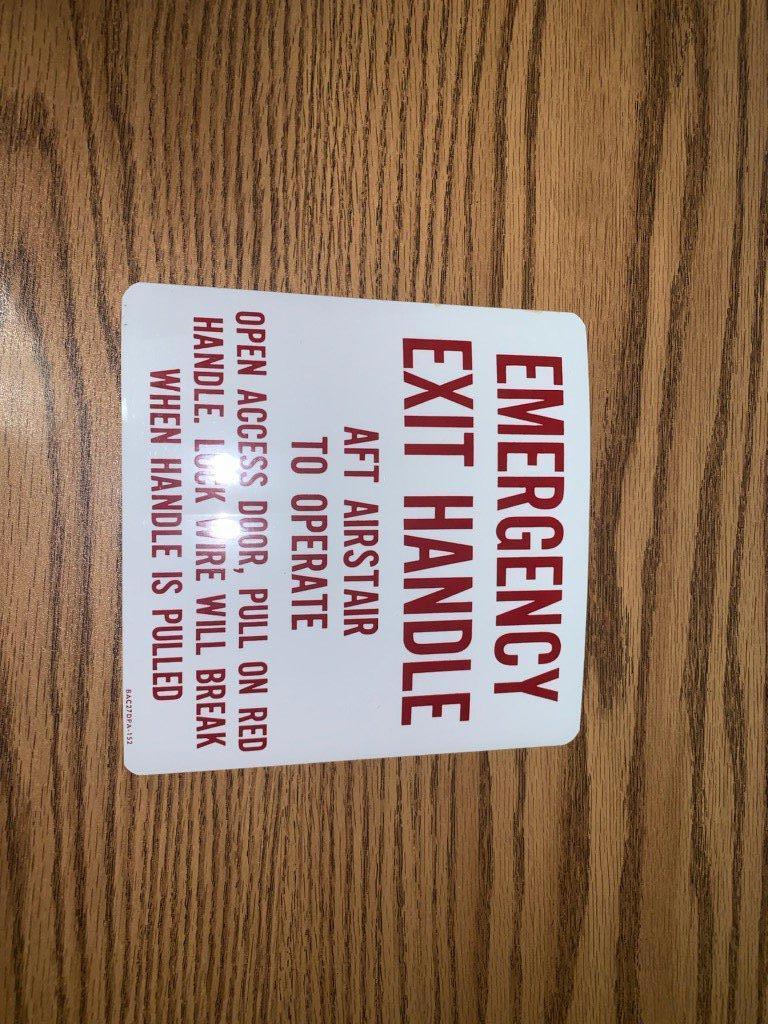 EMERGENCY
EXIT HANDLE
AFT AIRSTAIR
TO OPERATE
OPEN ACCESS DOOR, PULL ON RED
HANDLE. LOCK WIRE WILL BREAK
WHEN HANDLE IS PULLED
BAC27DPA-152